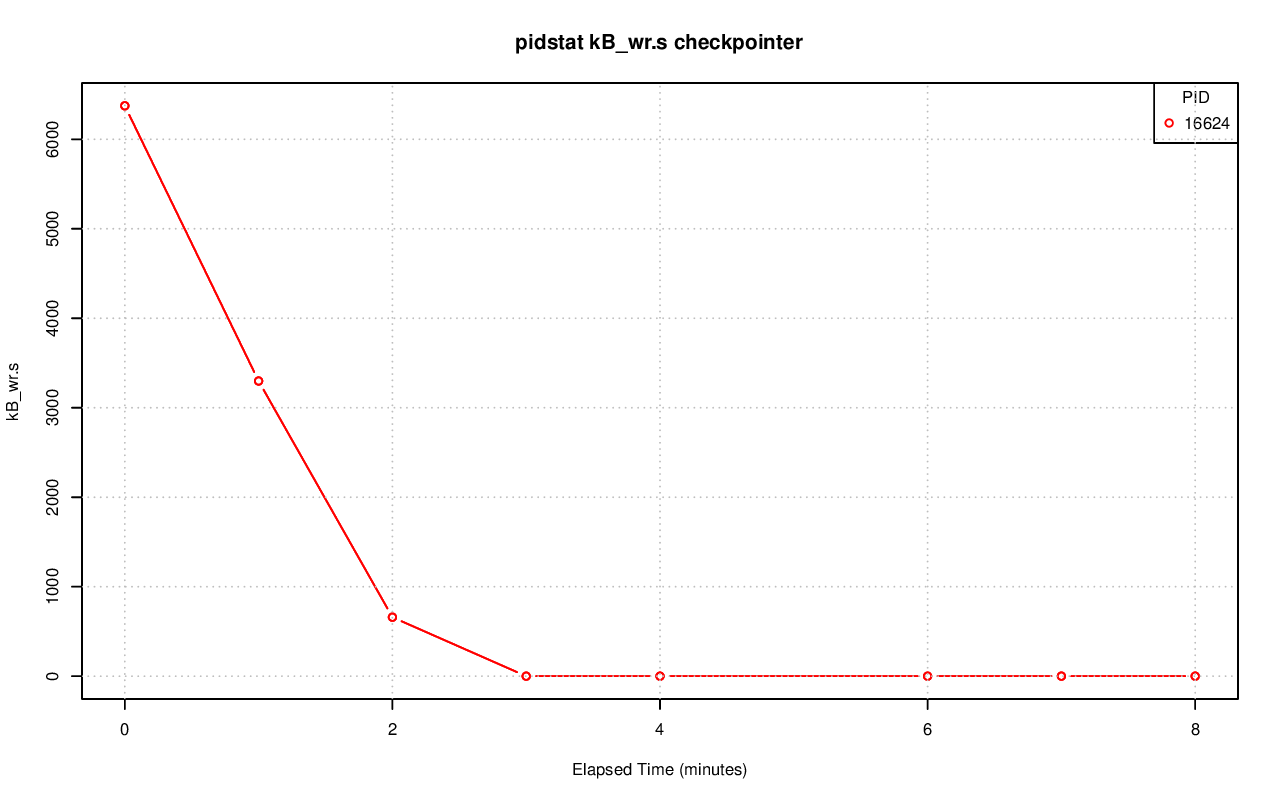 pidstat kB_wr.s checkpointer
PID
16624
kB_wr.s
6000
5000
4000
3000
2000
1000
0
0 2 4 6 8
Elapsed Time (minutes)